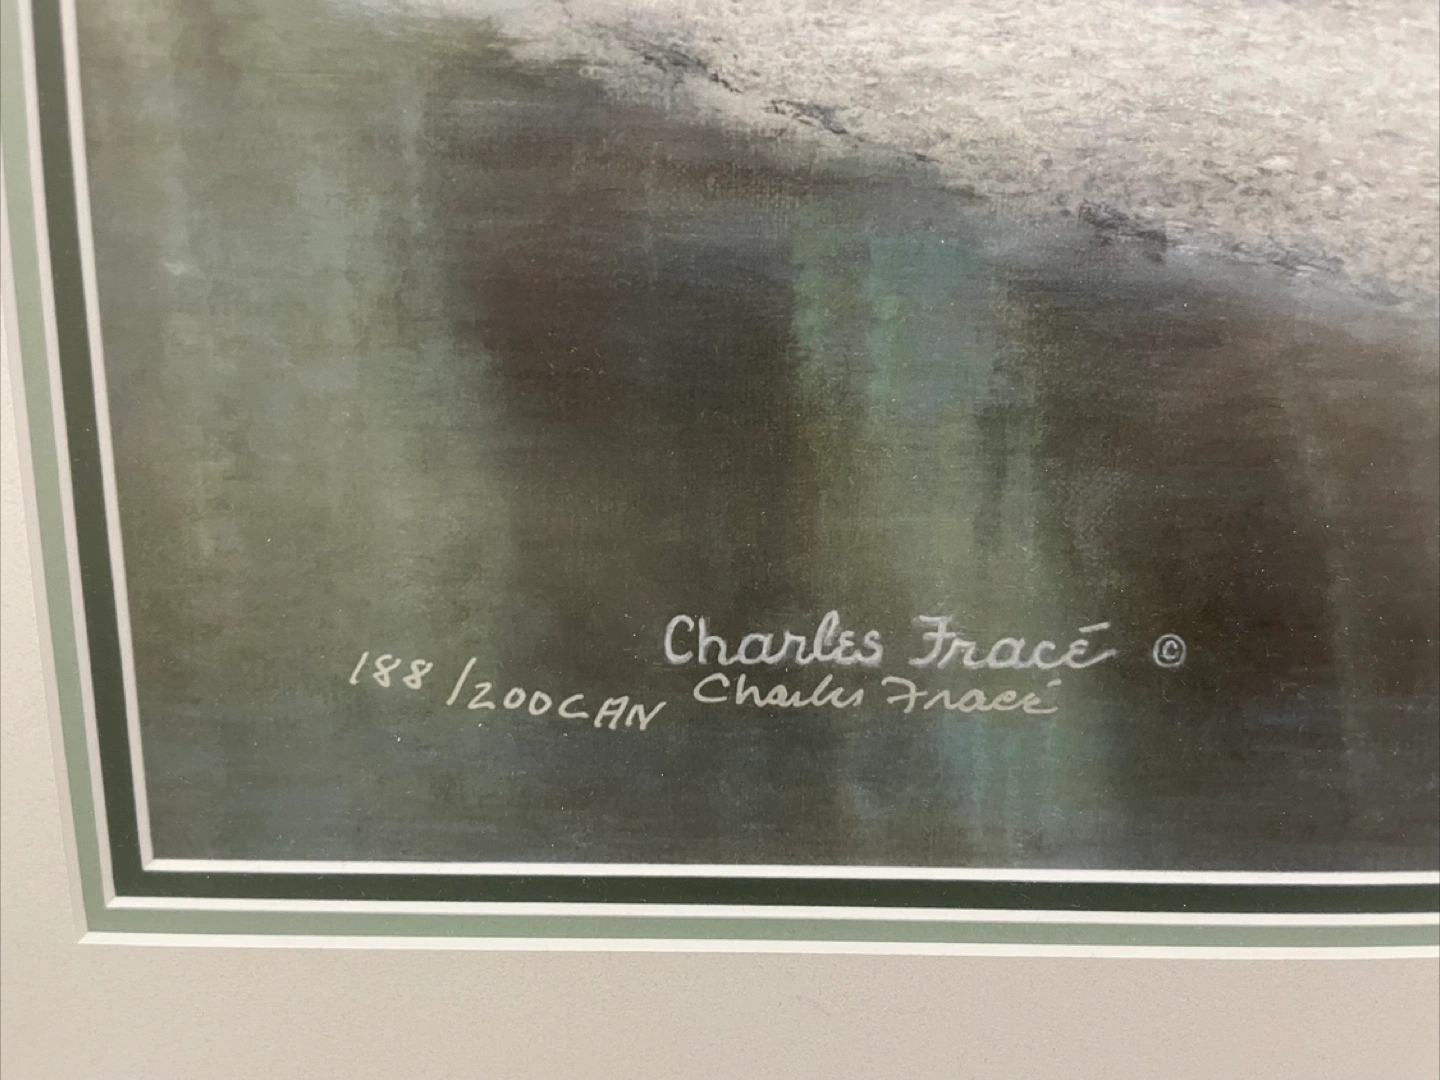 Charles Fracé ©
188/200CAN Charles Fracé